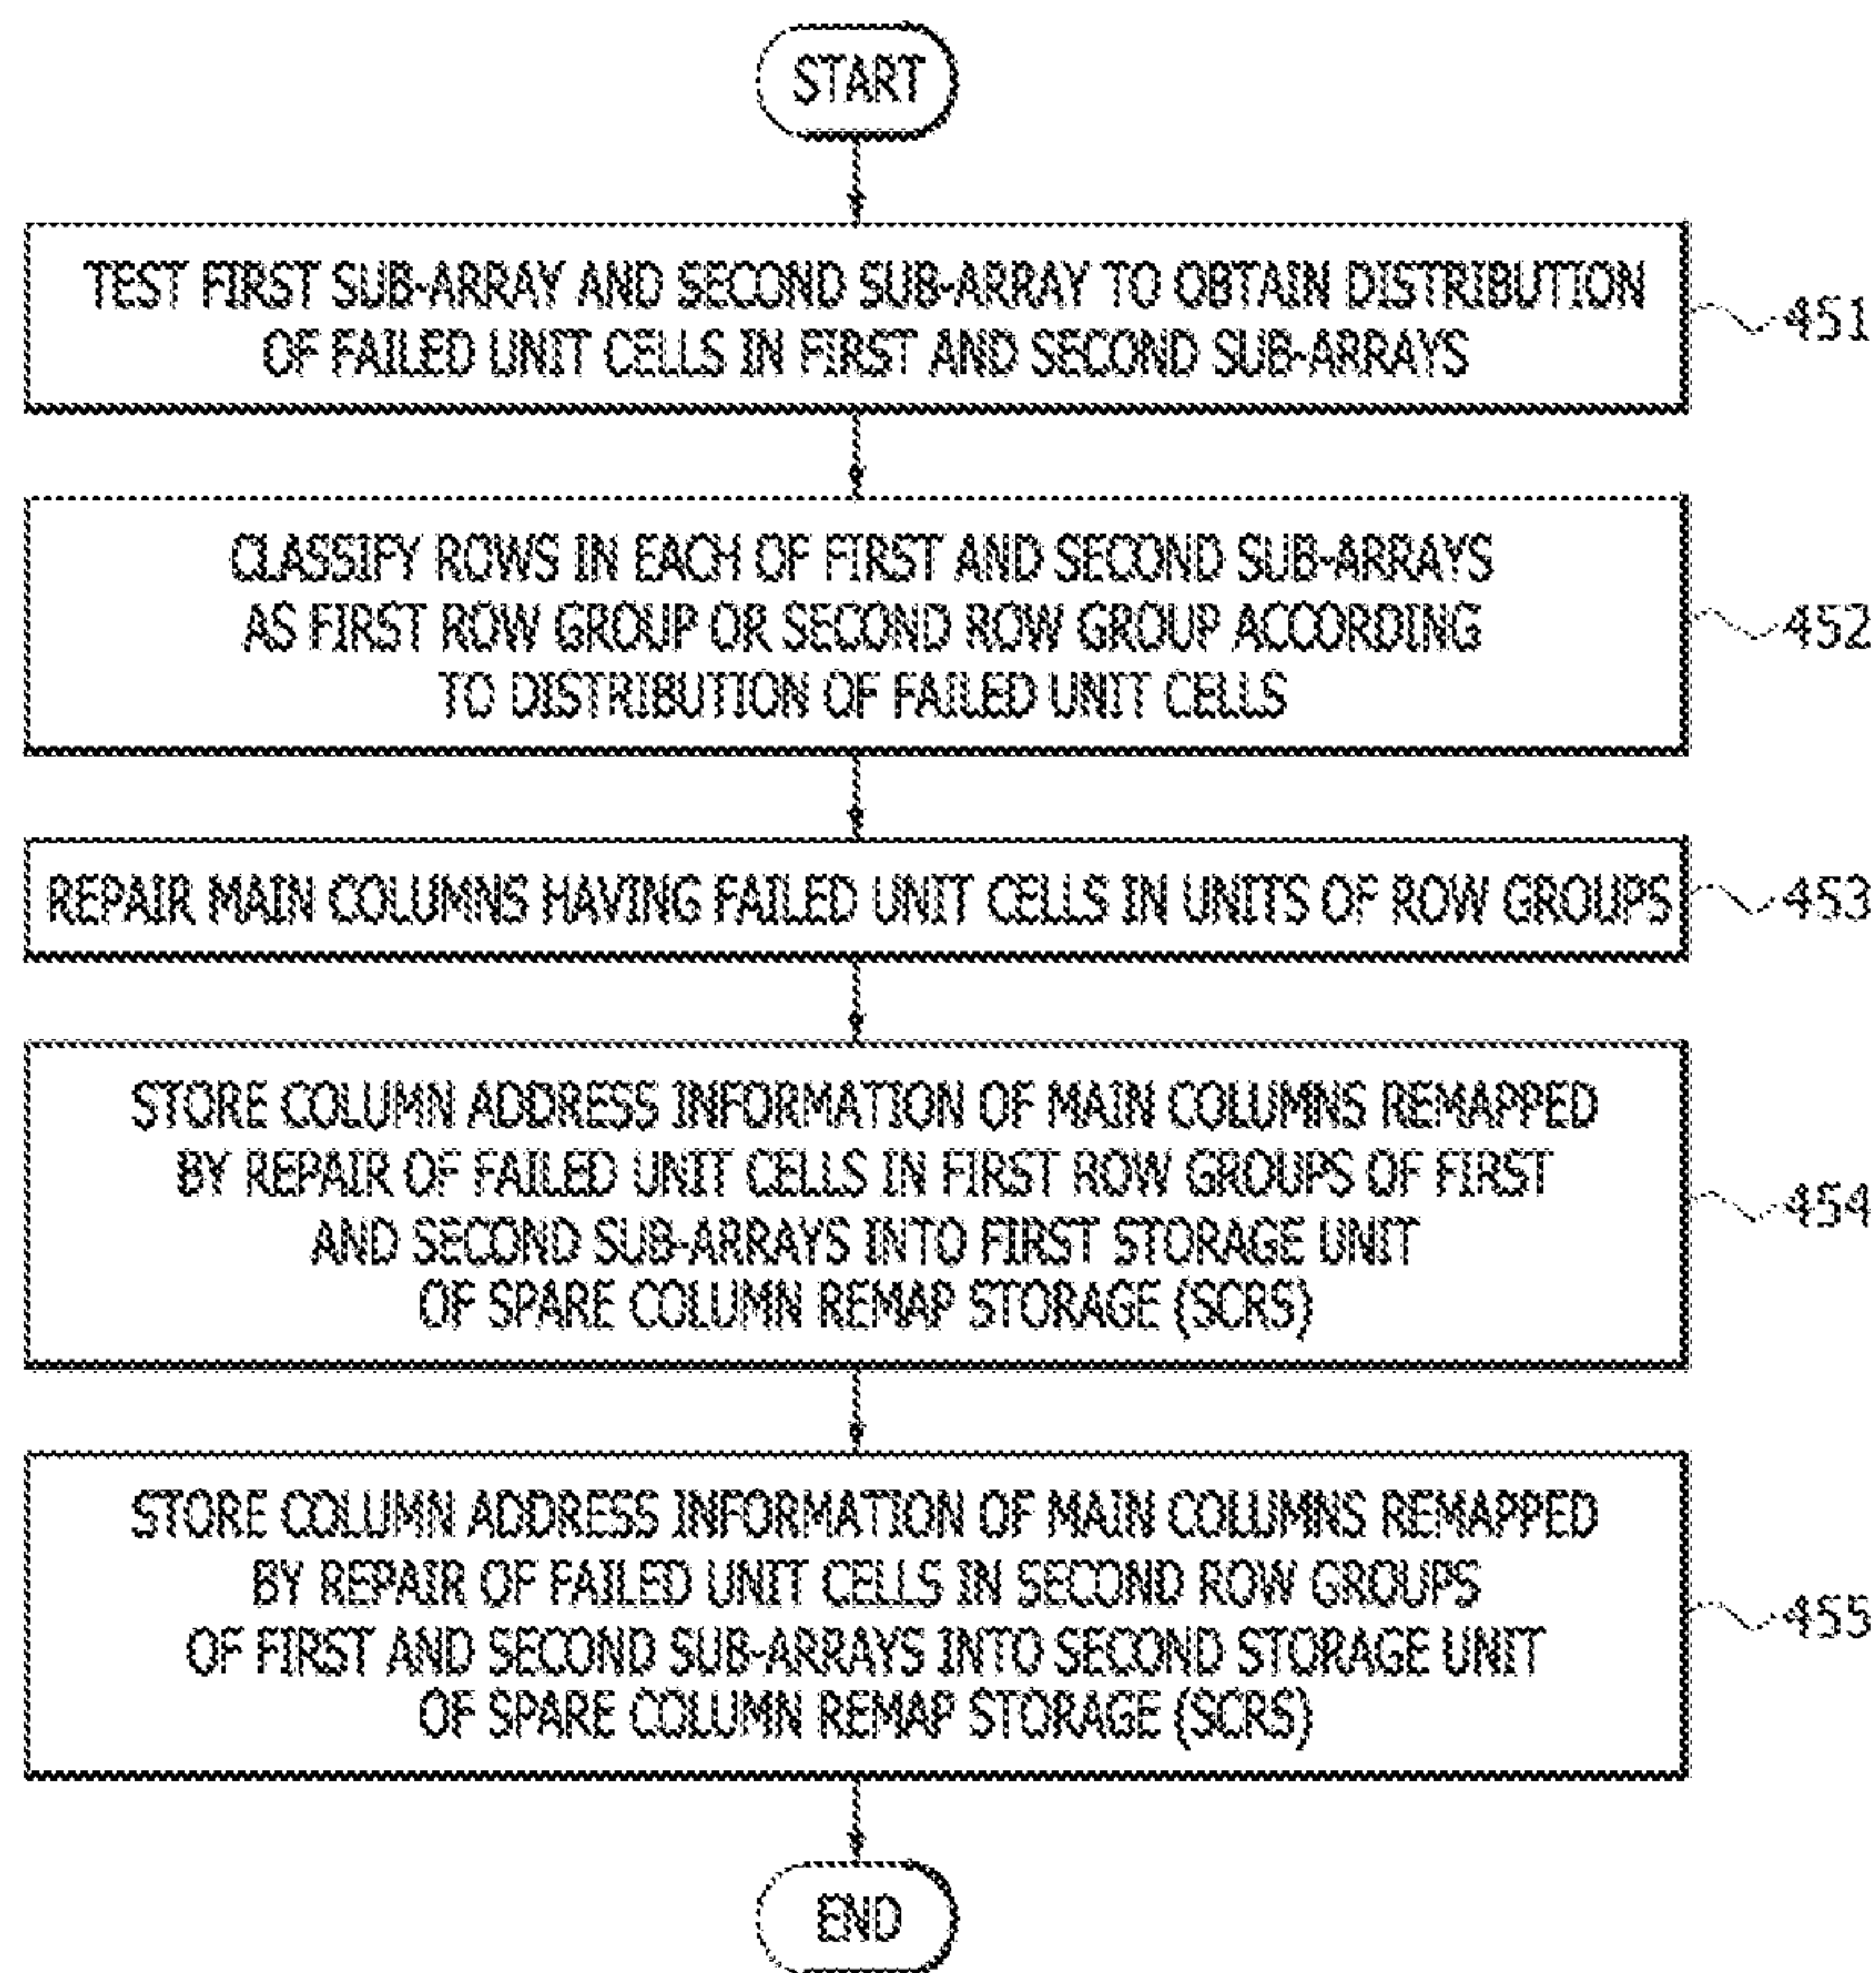 START
TEST FIRST SUB-ARRAY AND SECOND SUB-ARRAY TO OBTAIN DISTRIBUTION
OF FAILED UNIT CELLS IN FIRST AND SECOND SUB-ARRAYS
451
CLASSIFY ROWS IN EACH OF FIRST AND SECOND SUB-ARRAYS
AS FIRST ROW GROUP OR SECOND ROW GROUP ACCORDING
TO DISTRIBUTION OF FAILED UNIT CELLS
452
REPAIR MAIN COLUMNS HAVING FAILED UNIT CELLS IN UNITS OF ROW GROUPS
453
STORE COLUMN ADDRESS INFORMATION OF MAIN COLUMNS REMAPPED
BY REPAIR OF FAILED UNIT CELLS IN FIRST ROW GROUPS OF FIRST
AND SECOND SUB-ARRAYS INTO FIRST STORAGE UNIT
OF SPARE COLUMN REMAP STORAGE (SCRS)
454
STORE COLUMN ADDRESS INFORMATION OF MAIN COLUMNS REMAPPED
BY REPAIR OF FAILED UNIT CELLS IN SECOND ROW GROUPS
OF FIRST AND SECOND SUB-ARRAYS INTO SECOND STORAGE UNIT
OF SPARE COLUMN REMAP STORAGE (SCRS)
455
END